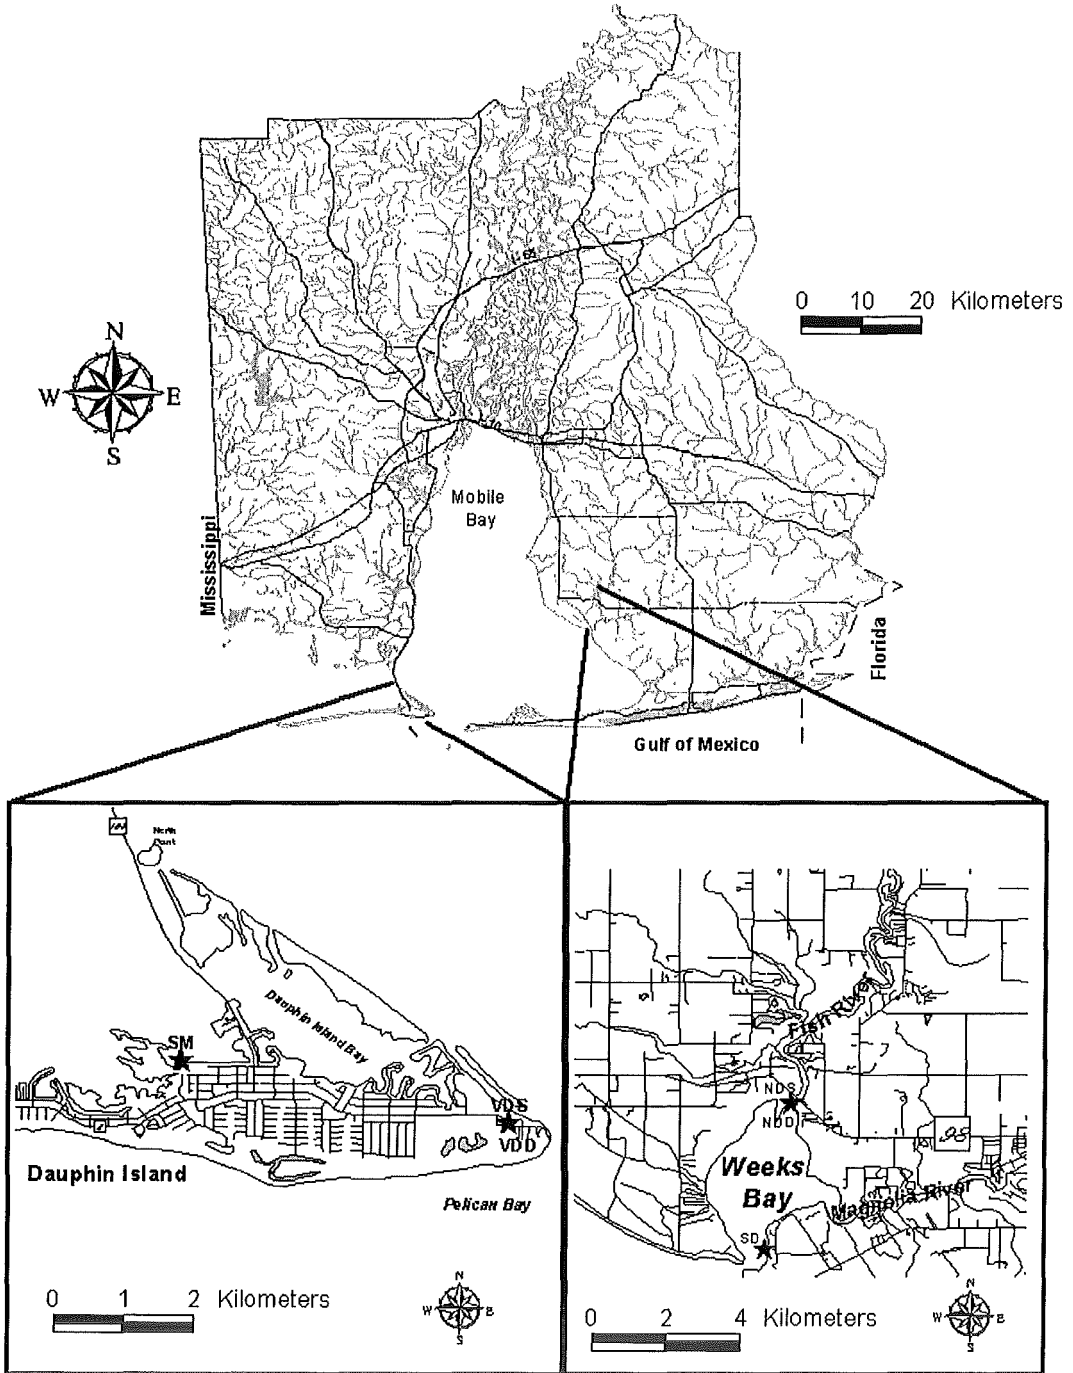 0 10 20 Kilometers
N
W E
S
Mobile
Bay
Mississippi
Florida
Gulf of Mexico
North
Dauphin Island Bay
SM
VDS
VDD
Dauphin Island
Pelican Bay
0 1 2 Kilometers
N
W E
S
Fish River
NDS
NDD
98
Weeks
Bay
Magnolia River
SD
0 2 4 Kilometers
N
W E
S